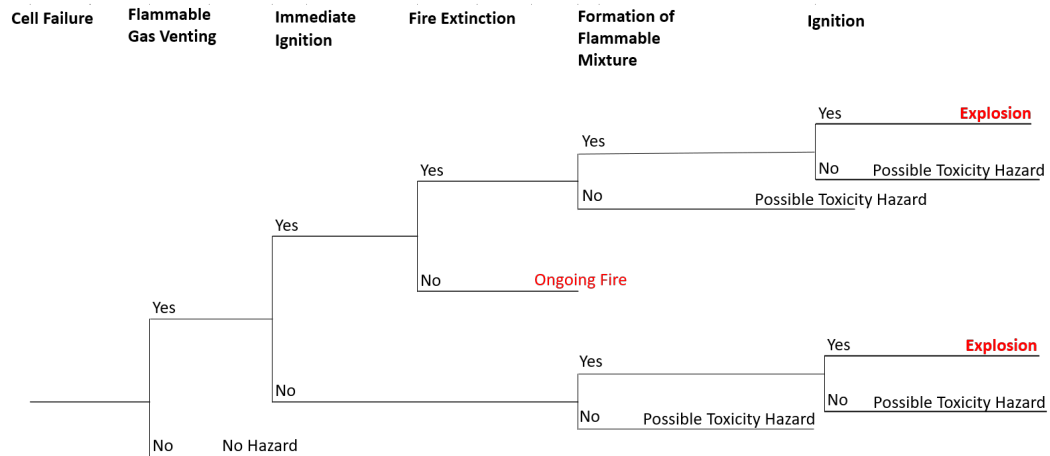 Cell Failure
Flammable
Gas Venting
Immediate
Ignition
Fire Extinction
Formation of
Flammable
Mixture
Ignition
Yes
Explosion
Yes
No
Possible Toxicity Hazard
Yes
No
Possible Toxicity Hazard
Yes
No
Ongoing Fire
Yes
Yes
Explosion
Yes
No
No
Possible Toxicity Hazard
No
Possible Toxicity Hazard
No
No Hazard